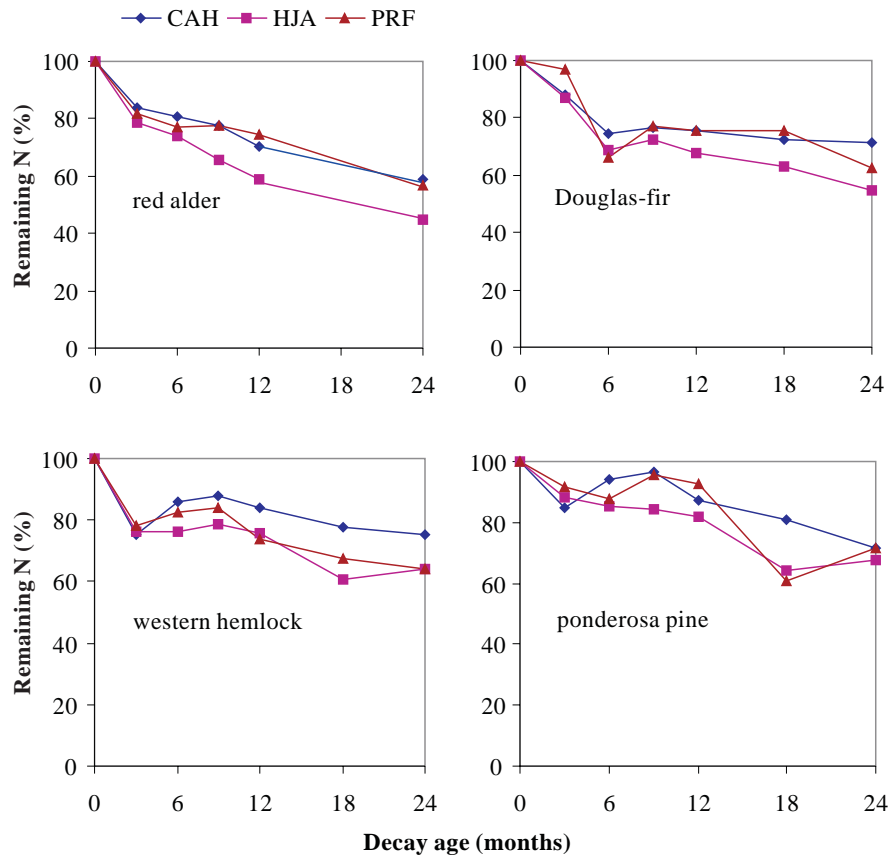 CAH HJA PRF
100
80
60
40
20
0
0 6 12 18 24
Remaining N (%)
red alder
100
80
60
40
20
0
0 6 12 18 24
Douglas-fir
100
80
60
40
20
0
0 6 12 18 24
Remaining N (%)
western hemlock
100
80
60
40
20
0
0 6 12 18 24
ponderosa pine
Decay age (months)